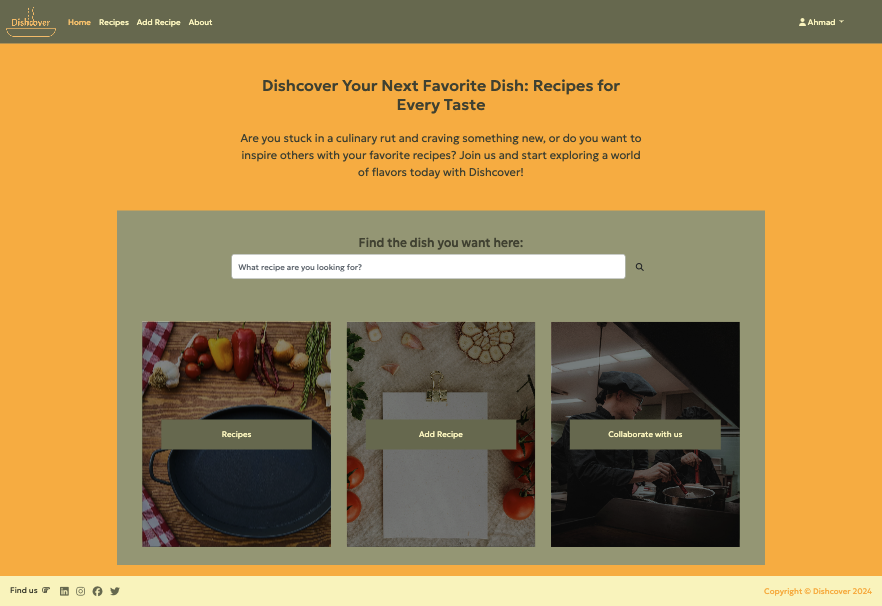 Dishcover
Home Recipes Add Recipe About
Ahmad
Dishcover Your Next Favorite Dish: Recipes for
Every Taste
Are you stuck in a culinary rut and craving something new, or do you want to
inspire others with your favorite recipes? Join us and start exploring a world
of flavors today with Dishcover!
Find the dish you want here:
What recipe are you looking for?
Recipes
Add Recipe
Collaborate with us
Find us
Copyright © Dishcover 2024